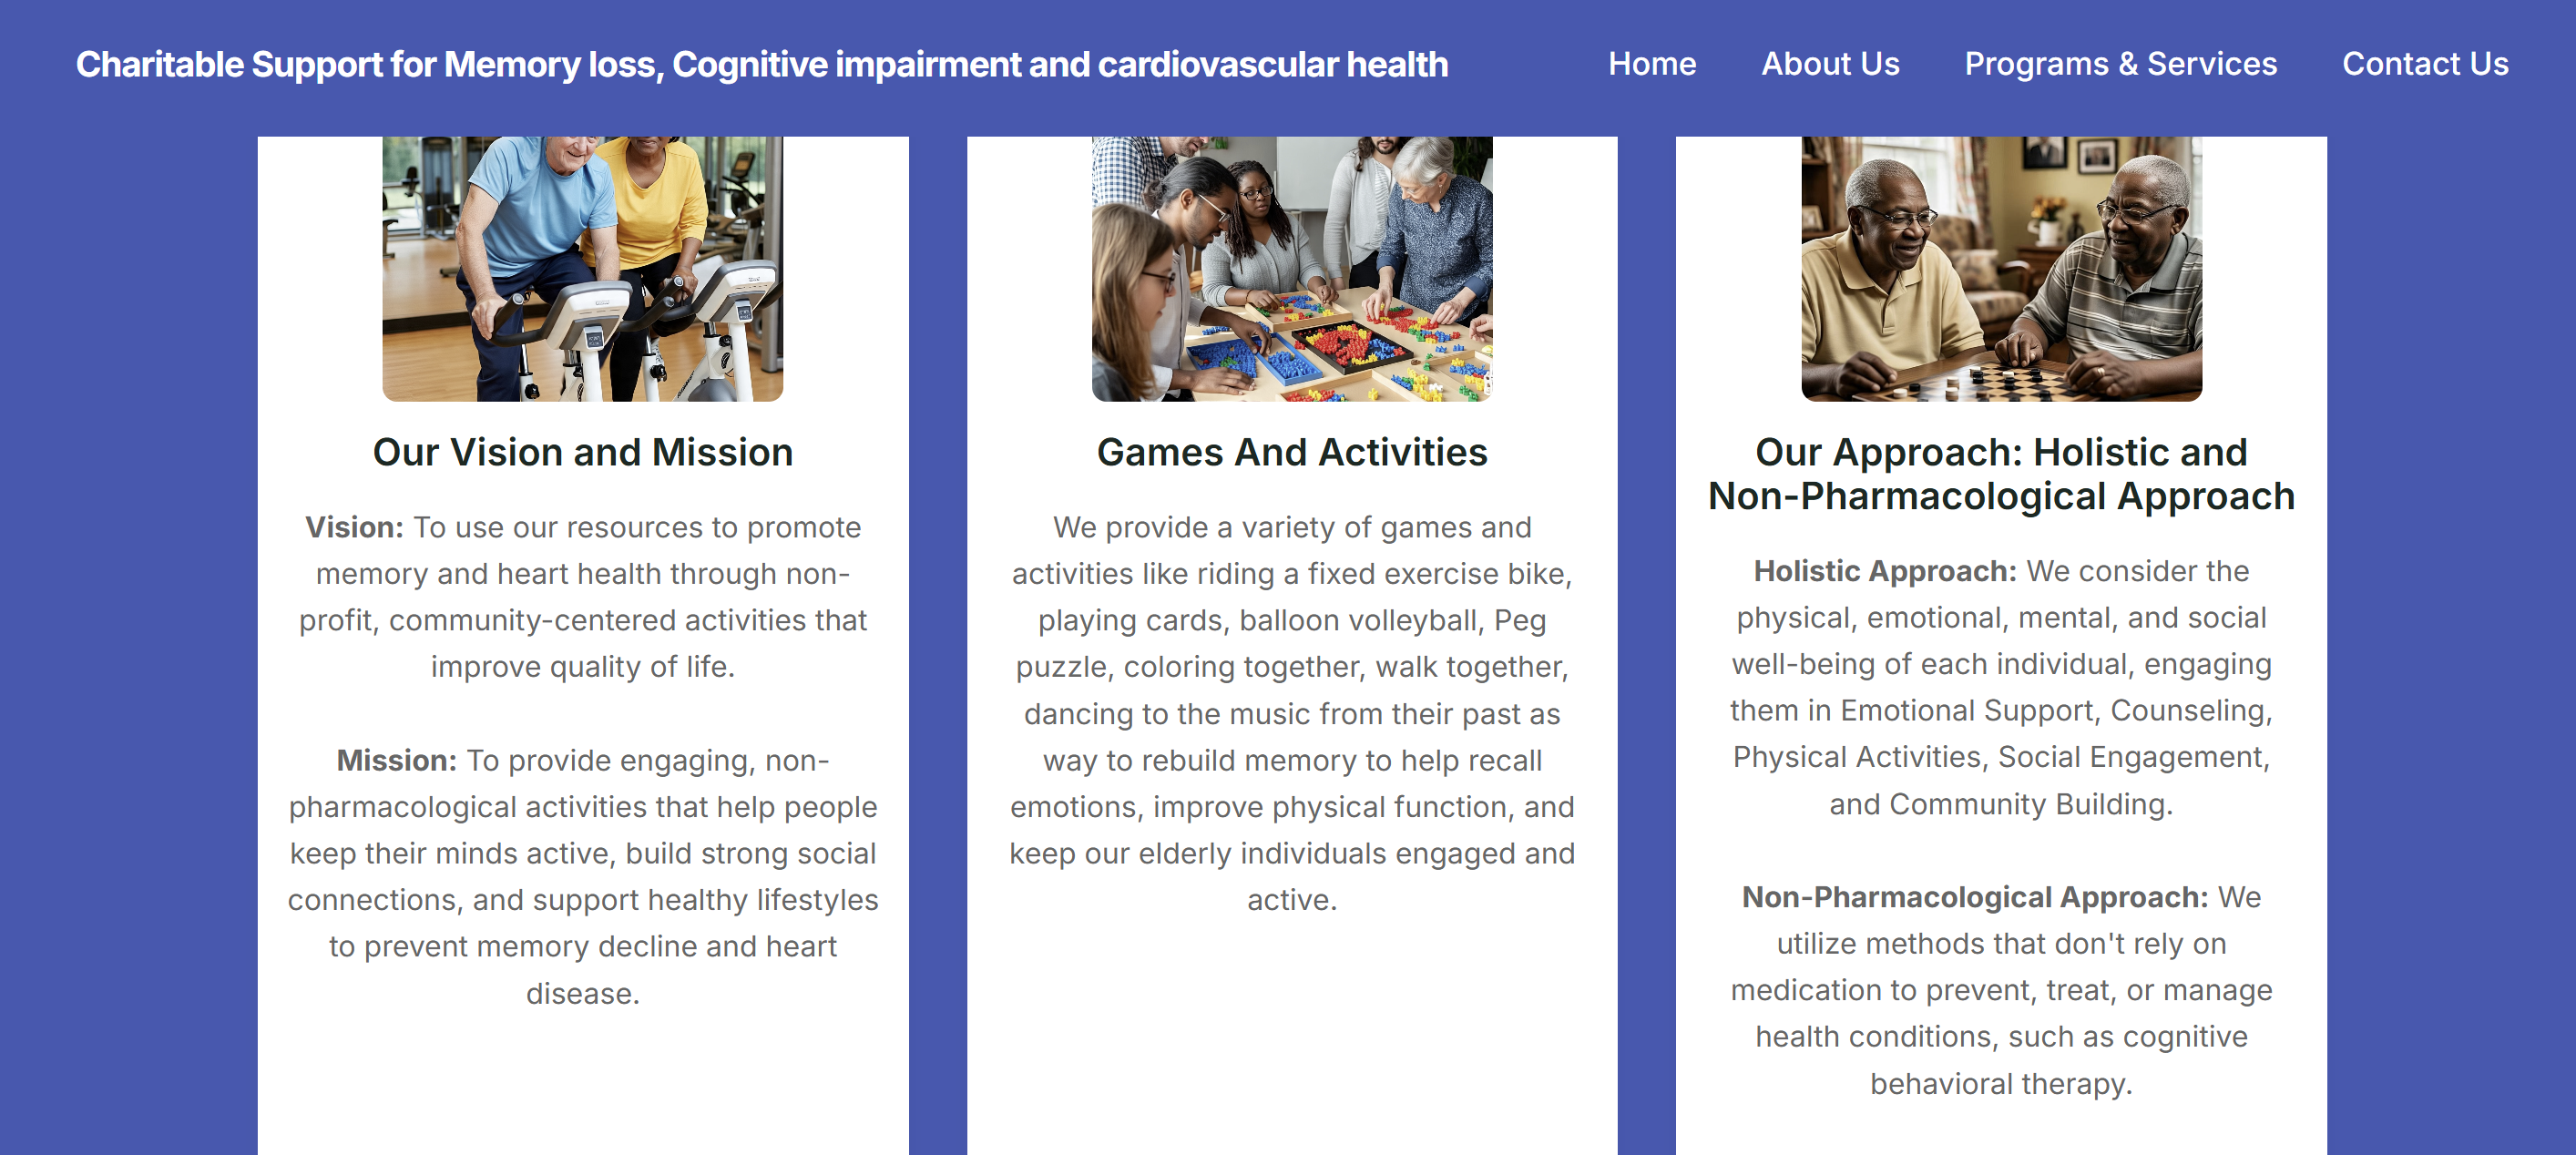 Charitable Support for Memory loss, Cognitive impairment and cardiovascular health
Home
About Us
Programs & Services
Contact Us
Our Vision and Mission
Vision: To use our resources to promote
memory and heart health through non-
profit, community-centered activities that
improve quality of life.
Mission: To provide engaging, non-
pharmacological activities that help people
keep their minds active, build strong social
connections, and support healthy lifestyles
to prevent memory decline and heart
disease.
Games And Activities
We provide a variety of games and
activities like riding a fixed exercise bike,
playing cards, balloon volleyball, Peg
puzzle, coloring together, walk together,
dancing to the music from their past as
way to rebuild memory to help recall
emotions, improve physical function, and
keep our elderly individuals engaged and
active.
Our Approach: Holistic and
Non-Pharmacological Approach
Holistic Approach: We consider the
physical, emotional, mental, and social
well-being of each individual, engaging
them in Emotional Support, Counseling,
Physical Activities, Social Engagement,
and Community Building.
Non-Pharmacological Approach: We
utilize methods that don't rely on
medication to prevent, treat, or manage
health conditions, such as cognitive
behavioral therapy.